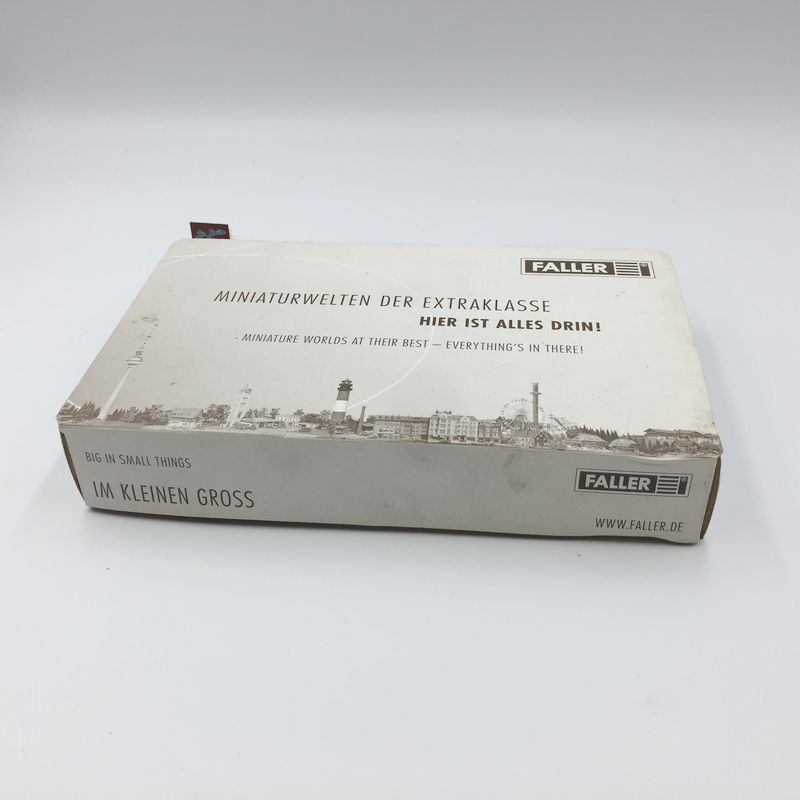 FALLER
MINIATURWELTEN DER EXTRAKLASSE
HIER IST ALLES DRIN!
- MINIATURE WORLDS AT THEIR BEST – EVERYTHING'S IN THERE!
BIG IN SMALL THINGS
IM KLEINEN GROSS
FALLER
WWW.FALLER.DE